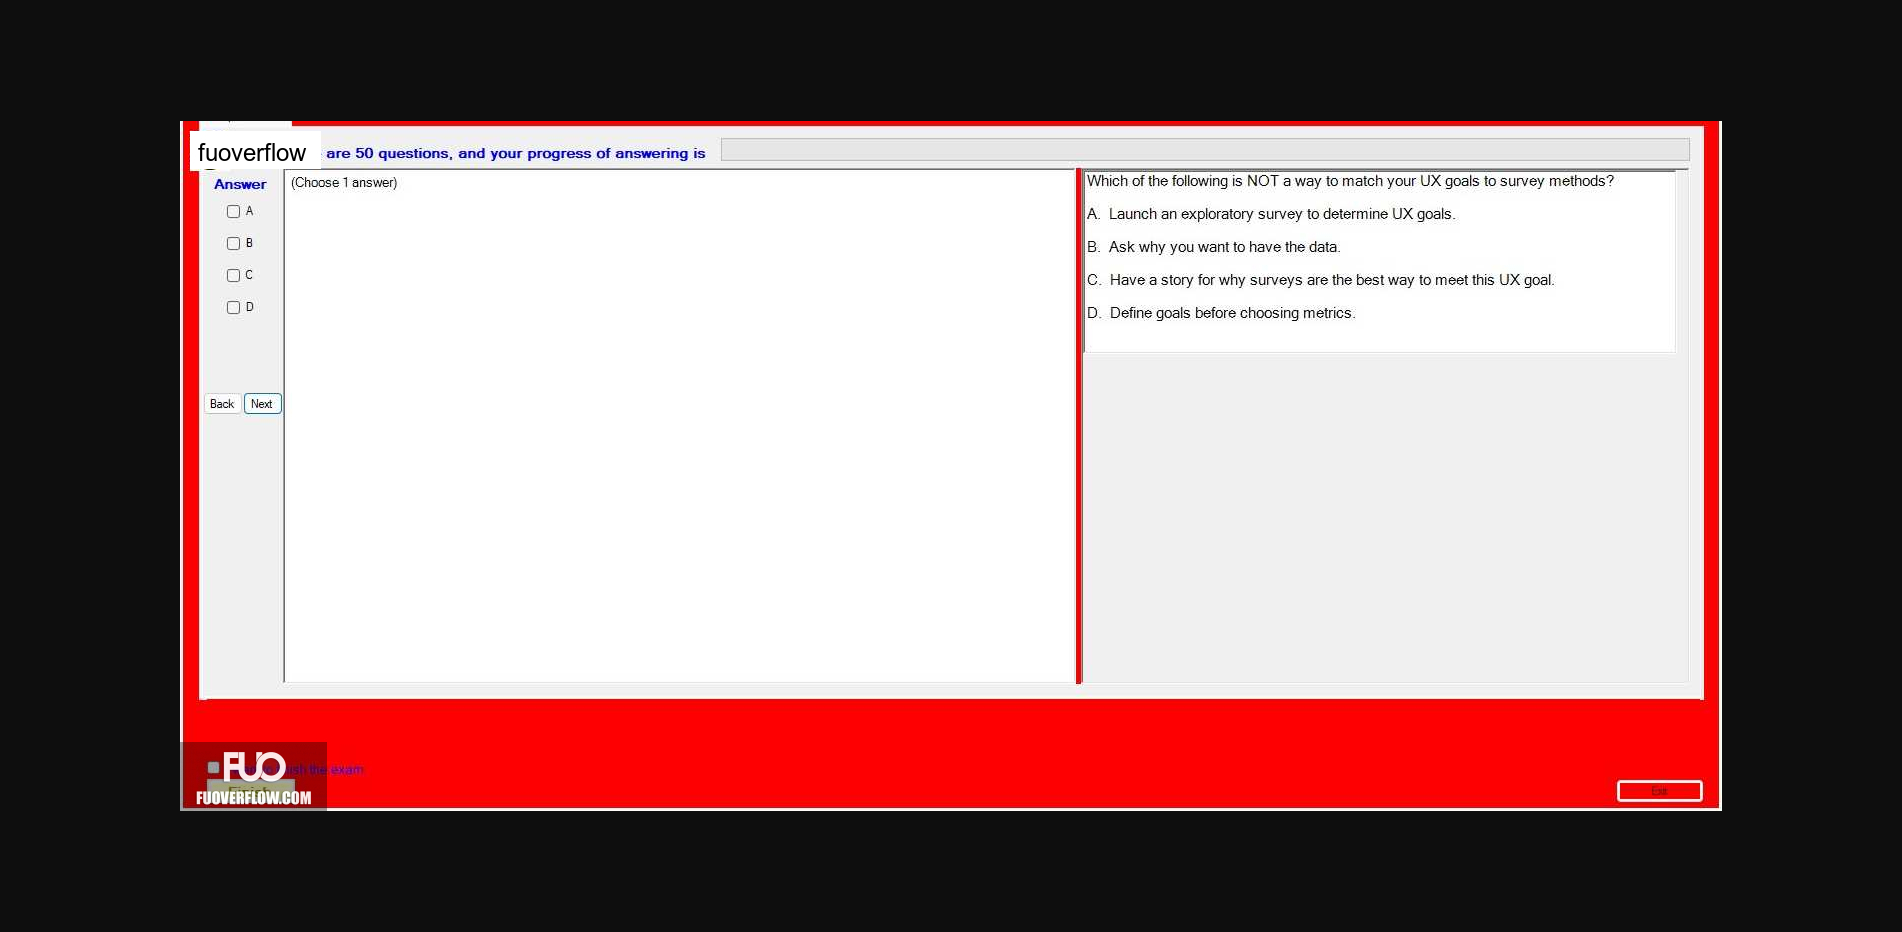 fuoverflow are 50 questions, and your progress of answering is
Answer
(Choose 1 answer)
A
B
C
D
Back Next
Which of the following is NOT a way to match your UX goals to survey methods?
A. Launch an exploratory survey to determine UX goals.
B. Ask why you want to have the data.
C. Have a story for why surveys are the best way to meet this UX goal.
D. Define goals before choosing metrics.
FUO
the exam
Finish
FUOVERFLOW.COM
Exit